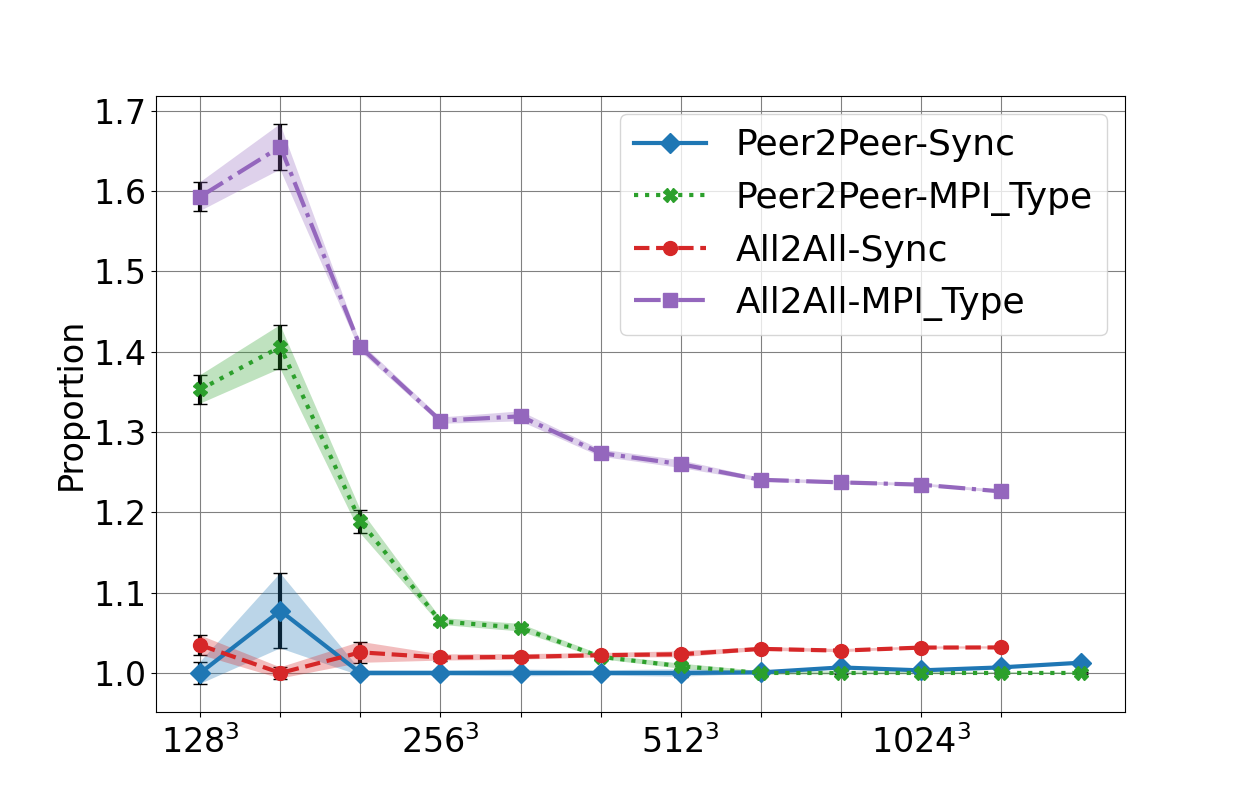 1.7
1.6
1.5
1.4
1.3
1.2
1.1
1.0
Proportion
Peer2Peer-Sync
Peer2Peer-MPI_Type
All2All-Sync
All2All-MPI_Type
128³ 256³ 512³ 1024³